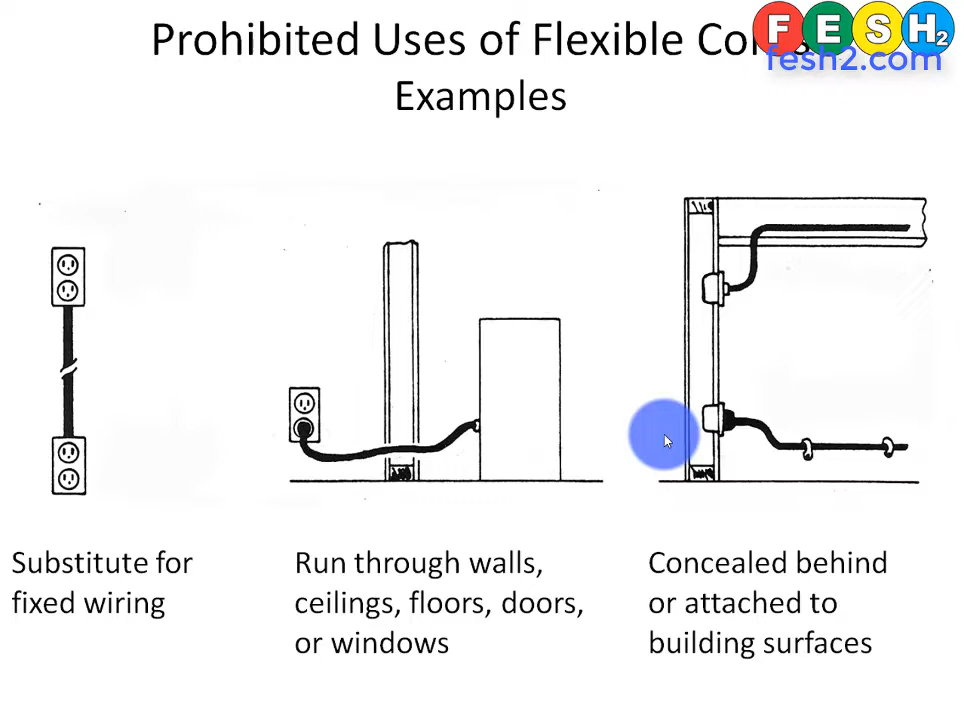 Prohibited Uses of Flexible
Examples
FESH2
fesh2.com
Substitute for
fixed wiring
Run through walls,
ceilings, floors, doors,
or windows
Concealed behind
or attached to
building surfaces